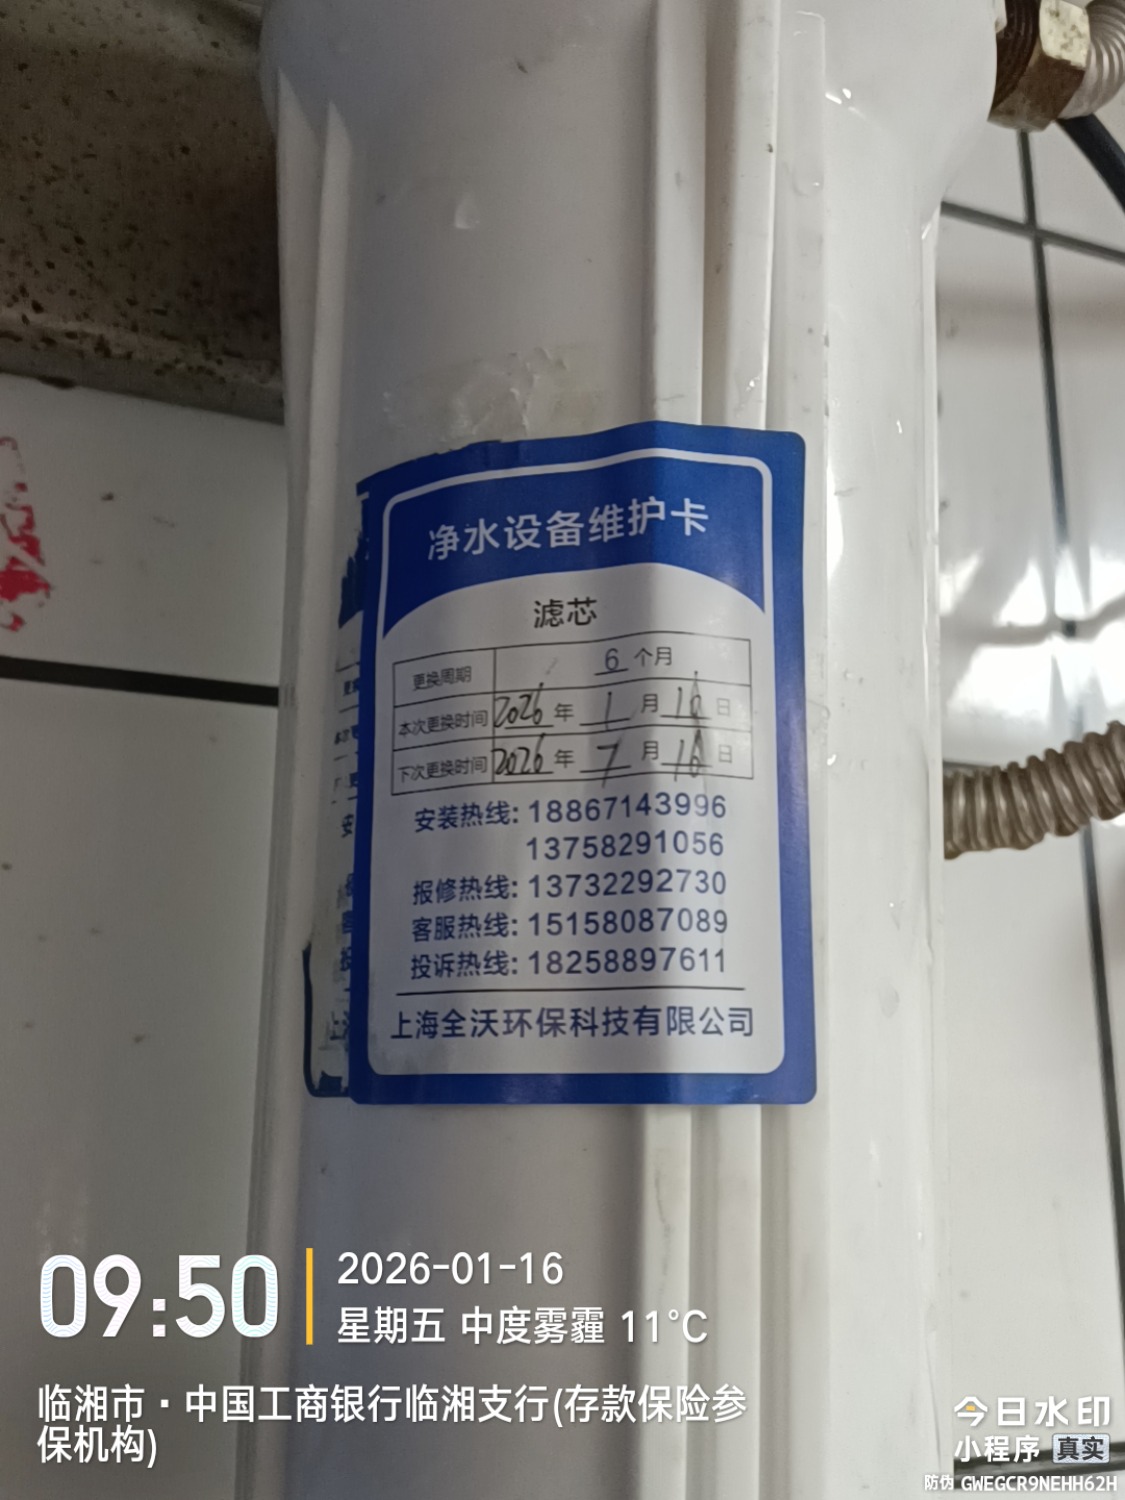 净水设备维护卡
滤芯
更换周期 6 个月
本次更换时间 2026 年 1 月 16 日
下次更换时间 2026 年 7 月 16 日
安装热线: 18867143996
13758291056
报修热线: 13732292730
客服热线: 15158087089
投诉热线: 18258897611
上海全沃环保科技有限公司
09:50
2026-01-16
星期五 中度雾霾 11°C
临湘市·中国工商银行临湘支行(存款保险参
保机构)
今日水印
小程序 真实
防伪 GWEGCR9NEHH62H